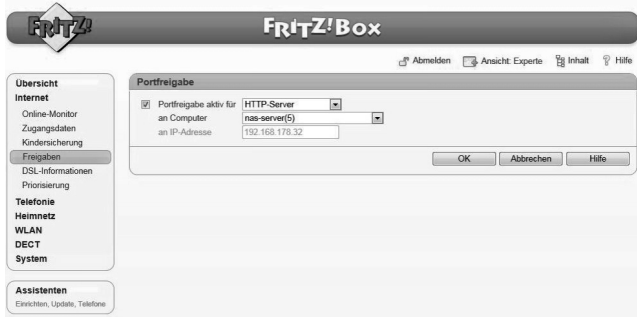 FRITZ!
FRITZ!Box
Abmelden Ansicht: Experte Inhalt Hilfe
Übersicht
Internet
Online-Monitor
Zugangsdaten
Kindersicherung
Freigaben
DSL-Informationen
Priorisierung
Telefonie
Heimnetz
WLAN
DECT
System
Assistenten
Einrichten, Update, Telefone
Portfreigabe
Portfreigabe aktiv für HTTP-Server
an Computer nas-server(5)
an IP-Adresse 192.168.178.32
OK Abbrechen Hilfe